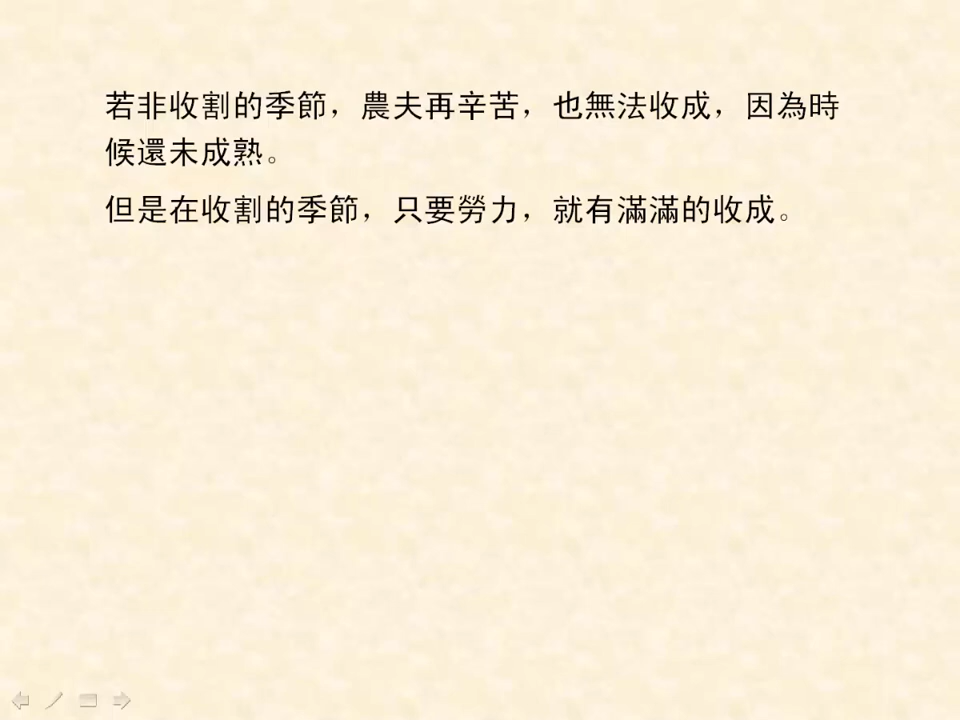 若非收割的季節，農夫再辛苦，也無法收成，因為時
候還未成熟。
但是在收割的季節，只要勞力，就有滿滿的收成。